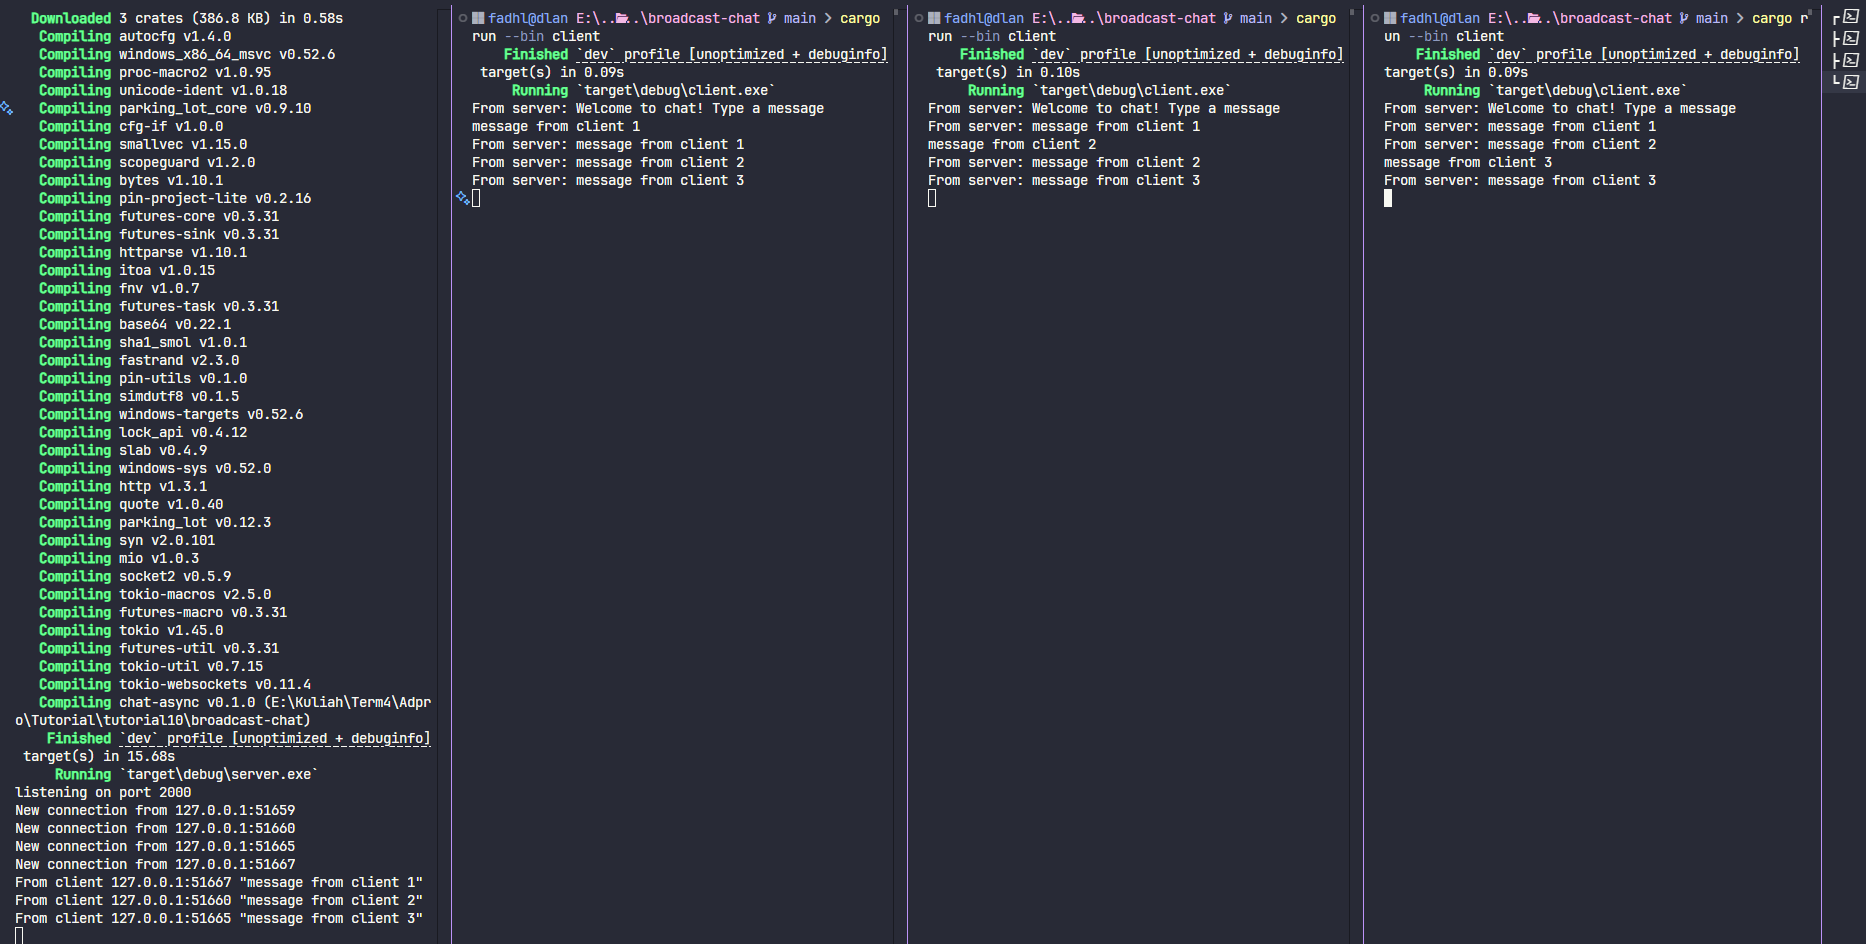 Downloaded 3 crates (386.8 KB) in 0.58s
Compiling autocfg v1.4.0
Compiling windows_x86_64_msvc v0.52.6
Compiling proc-macro2 v1.0.95
Compiling unicode-ident v1.0.18
Compiling parking_lot_core v0.9.10
Compiling cfg-if v1.0.0
Compiling smallvec v1.15.0
Compiling scopeguard v1.2.0
Compiling bytes v1.10.1
Compiling pin-project-lite v0.2.16
Compiling futures-core v0.3.31
Compiling futures-sink v0.3.31
Compiling httparse v1.10.1
Compiling itoa v1.0.15
Compiling fnv v1.0.7
Compiling futures-task v0.3.31
Compiling base64 v0.22.1
Compiling sha1_smol v1.0.1
Compiling fastrand v2.3.0
Compiling pin-utils v0.1.0
Compiling simdutf8 v0.1.5
Compiling windows-targets v0.52.6
Compiling lock_api v0.4.12
Compiling slab v0.4.9
Compiling windows-sys v0.52.0
Compiling http v1.3.1
Compiling quote v1.0.40
Compiling parking_lot v0.12.3
Compiling syn v2.0.101
Compiling mio v1.0.3
Compiling socket2 v0.5.9
Compiling tokio-macros v2.5.0
Compiling futures-macro v0.3.31
Compiling tokio v1.45.0
Compiling futures-util v0.3.31
Compiling tokio-util v0.7.15
Compiling tokio-websockets v0.11.4
Compiling chat-async v0.1.0 (E:\Kuliah\Term4\Adpr
o\Tutorial\tutorial10\broadcast-chat)
Finished `dev` profile [unoptimized + debuginfo]
target(s) in 15.68s
Running `target\debug\server.exe`
listening on port 2000
New connection from 127.0.0.1:51659
New connection from 127.0.0.1:51660
New connection from 127.0.0.1:51665
New connection from 127.0.0.1:51667
From client 127.0.0.1:51667 "message from client 1"
From client 127.0.0.1:51660 "message from client 2"
From client 127.0.0.1:51665 "message from client 3"
fadhl@dlan E:\..\..\broadcast-chat main > cargo
run --bin client
Finished `dev` profile [unoptimized + debuginfo]
target(s) in 0.09s
Running `target\debug\client.exe`
From server: Welcome to chat! Type a message
message from client 1
From server: message from client 1
From server: message from client 2
From server: message from client 3
fadhl@dlan E:\..\..\broadcast-chat main > cargo
run --bin client
Finished `dev` profile [unoptimized + debuginfo]
target(s) in 0.10s
Running `target\debug\client.exe`
From server: Welcome to chat! Type a message
From server: message from client 1
message from client 2
From server: message from client 2
From server: message from client 3
fadhl@dlan E:\..\..\broadcast-chat main > cargo r
un --bin client
Finished `dev` profile [unoptimized + debuginfo]
target(s) in 0.09s
Running `target\debug\client.exe`
From server: Welcome to chat! Type a message
From server: message from client 1
From server: message from client 2
message from client 3
From server: message from client 3